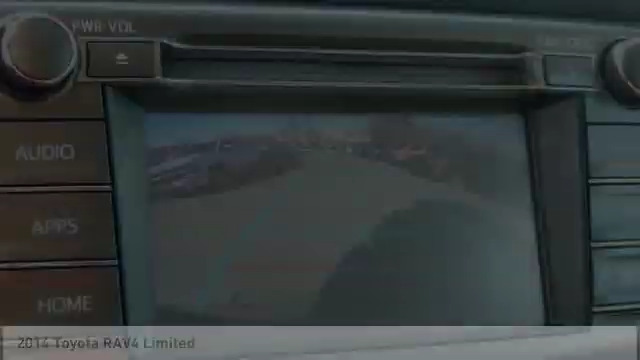 PWR·VOL
AUDIO
APPS
HOME
2014 Toyota RAV4 Limited